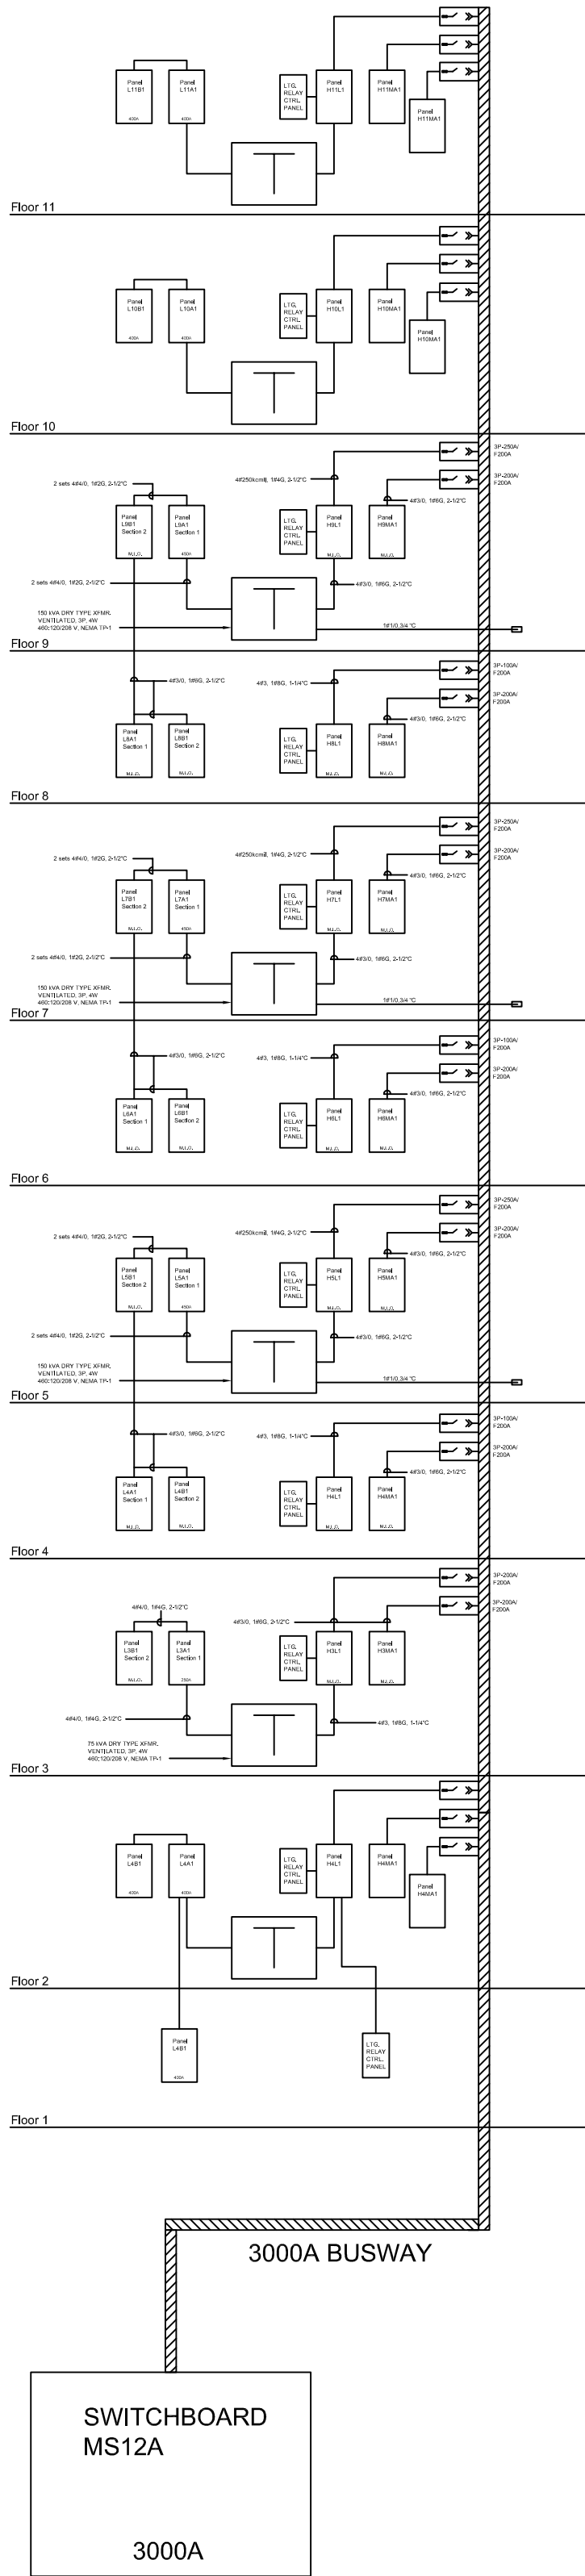 Panel
L11B1
400A
Panel
L11A1
400A
LTG.
RELAY
CTRL.
PANEL
Panel
H11L1
Panel
H11MA1
Panel
H11MA1
Floor 11
Panel
L10B1
400A
Panel
L10A1
400A
LTG.
RELAY
CTRL.
PANEL
Panel
H10L1
Panel
H10MA1
Panel
H10MA1
Floor 10
3P-250A/
F200A
3P-200A/
F200A
2 sets 4#4/0, 1#2G, 2-1/2"C
4#250kcmil, 1#4G, 2-1/2"C
4#3/0, 1#6G, 2-1/2"C
Panel
L9B1
Section 2
M.L.O.
Panel
L9A1
Section 1
450A
LTG.
RELAY
CTRL.
PANEL
Panel
H9L1
M.L.O.
Panel
H9MA1
M.L.O.
2 sets 4#4/0, 1#2G, 2-1/2"C
4#3/0, 1#6G, 2-1/2"C
150 kVA DRY TYPE XFMR.
VENTILATED, 3P, 4W
460:120/208 V, NEMA TP-1
1#1/0,3/4 "C
Floor 9
3P-100A/
F200A
3P-200A/
F200A
4#3/0, 1#6G, 2-1/2"C
4#3, 1#8G, 1-1/4"C
4#3/0, 1#6G, 2-1/2"C
Panel
L8A1
Section 1
M.L.O.
Panel
L8B1
Section 2
M.L.O.
LTG.
RELAY
CTRL.
PANEL
Panel
H8L1
M.L.O.
Panel
H8MA1
M.L.O.
Floor 8
3P-250A/
F200A
3P-200A/
F200A
2 sets 4#4/0, 1#2G, 2-1/2"C
4#250kcmil, 1#4G, 2-1/2"C
4#3/0, 1#6G, 2-1/2"C
Panel
L7B1
Section 2
M.L.O.
Panel
L7A1
Section 1
450A
LTG.
RELAY
CTRL.
PANEL
Panel
H7L1
M.L.O.
Panel
H7MA1
M.L.O.
2 sets 4#4/0, 1#2G, 2-1/2"C
4#3/0, 1#6G, 2-1/2"C
150 kVA DRY TYPE XFMR.
VENTILATED, 3P, 4W
460:120/208 V, NEMA TP-1
1#1/0,3/4 "C
Floor 7
3P-100A/
F200A
3P-200A/
F200A
4#3/0, 1#6G, 2-1/2"C
4#3, 1#8G, 1-1/4"C
4#3/0, 1#6G, 2-1/2"C
Panel
L6A1
Section 1
M.L.O.
Panel
L6B1
Section 2
M.L.O.
LTG.
RELAY
CTRL.
PANEL
Panel
H6L1
M.L.O.
Panel
H6MA1
M.L.O.
Floor 6
3P-250A/
F200A
3P-200A/
F200A
2 sets 4#4/0, 1#2G, 2-1/2"C
4#250kcmil, 1#4G, 2-1/2"C
4#3/0, 1#6G, 2-1/2"C
Panel
L5B1
Section 2
M.L.O.
Panel
L5A1
Section 1
450A
LTG.
RELAY
CTRL.
PANEL
Panel
H5L1
M.L.O.
Panel
H5MA1
M.L.O.
2 sets 4#4/0, 1#2G, 2-1/2"C
4#3/0, 1#6G, 2-1/2"C
150 kVA DRY TYPE XFMR.
VENTILATED, 3P, 4W
460:120/208 V, NEMA TP-1
1#1/0,3/4 "C
Floor 5
3P-100A/
F200A
3P-200A/
F200A
4#3/0, 1#6G, 2-1/2"C
4#3, 1#8G, 1-1/4"C
4#3/0, 1#6G, 2-1/2"C
Panel
L4A1
Section 1
M.L.O.
Panel
L4B1
Section 2
M.L.O.
LTG.
RELAY
CTRL.
PANEL
Panel
H4L1
M.L.O.
Panel
H4MA1
M.L.O.
Floor 4
3P-200A/
F200A
3P-200A/
F200A
4#4/0, 1#4G, 2-1/2"C
4#3/0, 1#6G, 2-1/2"C
Panel
L3B1
Section 2
M.L.O.
Panel
L3A1
Section 1
250A
LTG.
RELAY
CTRL.
PANEL
Panel
H3L1
M.L.O.
Panel
H3MA1
M.L.O.
4#4/0, 1#4G, 2-1/2"C
4#3, 1#8G, 1-1/4"C
75 kVA DRY TYPE XFMR.
VENTILATED, 3P, 4W
460:120/208 V, NEMA TP-1
Floor 3
Panel
L4B1
400A
Panel
L4A1
400A
LTG.
RELAY
CTRL.
PANEL
Panel
H4L1
Panel
H4MA1
Panel
H4MA1
Floor 2
Panel
L4B1
400A
LTG.
RELAY
CTRL.
PANEL
Floor 1
3000A BUSWAY
SWITCHBOARD
MS12A
3000A